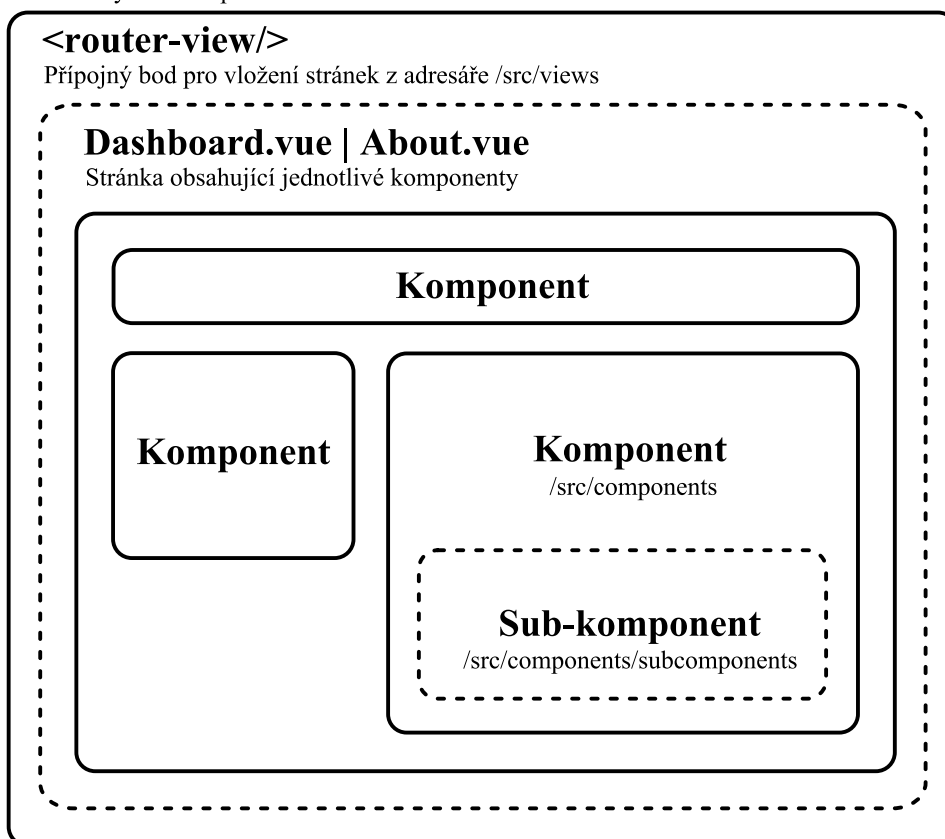 <router-view/>
Přípojný bod pro vložení stránek z adresáře /src/views
Dashboard.vue | About.vue
Stránka obsahující jednotlivé komponenty
Komponent
Komponent
Komponent
/src/components
Sub-komponent
/src/components/subcomponents